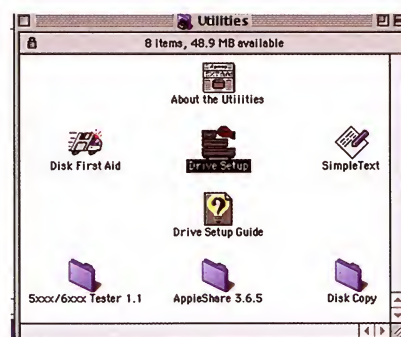 Utilities
8 items, 48.9 MB available
About the Utilities
Disk First Aid
Drive Setup
SimpleText
Drive Setup Guide
5xxx/6xxx Tester 1.1
AppleShare 3.6.5
Disk Copy